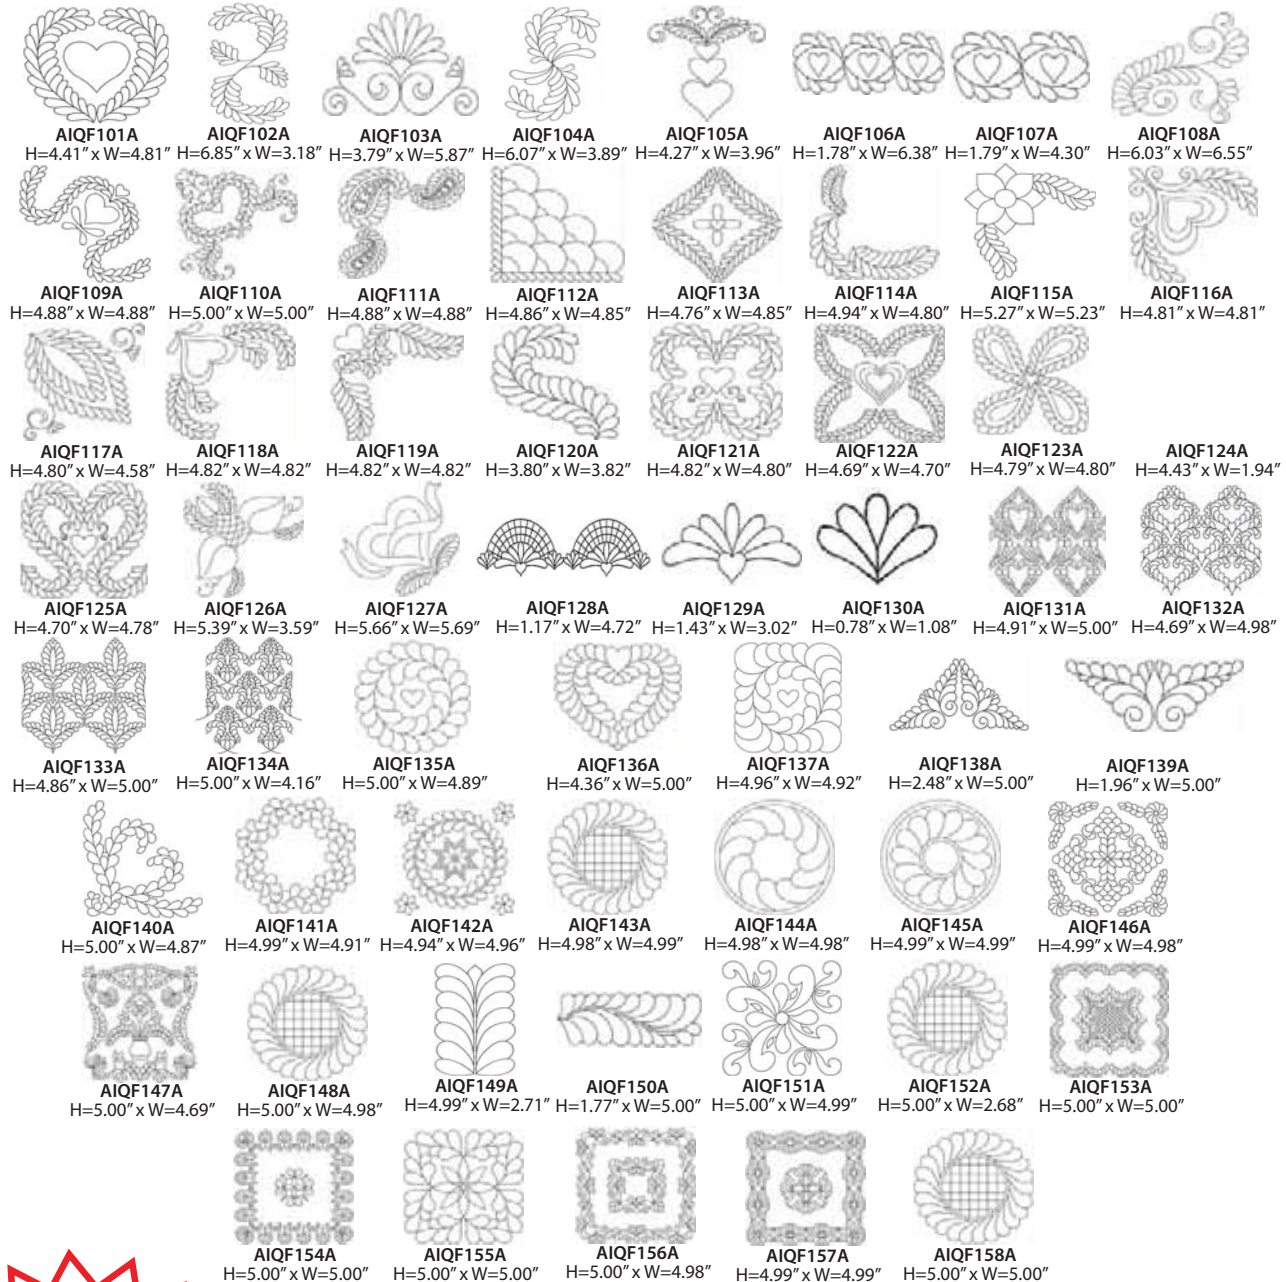 AIQF101A AIQF102A AIQF103A AIQF104A AIQF105A AIQF106A AIQF107A AIQF108A
H=4.41" x W=4.81" H=6.85" x W=3.18" H=3.79" x W=5.87" H=6.07" x W=3.89" H=4.27" x W=3.96" H=1.78" x W=6.38" H=1.79" x W=4.30" H=6.03" x W=6.55"
AIQF109A AIQF110A AIQF111A AIQF112A AIQF113A AIQF114A AIQF115A AIQF116A
H=4.88" x W=4.88" H=5.00" x W=5.00" H=4.88" x W=4.88" H=4.86" x W=4.85" H=4.76" x W=4.85" H=4.94" x W=4.80" H=5.27" x W=5.23" H=4.81" x W=4.81"
AIQF117A AIQF118A AIQF119A AIQF120A AIQF121A AIQF122A AIQF123A AIQF124A
H=4.80" x W=4.58" H=4.82" x W=4.82" H=4.82" x W=4.82" H=3.80" x W=3.82" H=4.82" x W=4.80" H=4.69" x W=4.70" H=4.79" x W=4.80" H=4.43" x W=1.94"
AIQF125A AIQF126A AIQF127A AIQF128A AIQF129A AIQF130A AIQF131A AIQF132A
H=4.70" x W=4.78" H=5.39" x W=3.59" H=5.66" x W=5.69" H=1.17" x W=4.72" H=1.43" x W=3.02" H=0.78" x W=1.08" H=4.91" x W=5.00" H=4.69" x W=4.98"
AIQF133A AIQF134A AIQF135A AIQF136A AIQF137A AIQF138A AIQF139A
H=4.86" x W=5.00" H=5.00" x W=4.16" H=5.00" x W=4.89" H=4.36" x W=5.00" H=4.96" x W=4.92" H=2.48" x W=5.00" H=1.96" x W=5.00"
AIQF140A AIQF141A AIQF142A AIQF143A AIQF144A AIQF145A AIQF146A
H=5.00" x W=4.87" H=4.99" x W=4.91" H=4.94" x W=4.96" H=4.98" x W=4.99" H=4.98" x W=4.98" H=4.99" x W=4.99" H=4.99" x W=4.98"
AIQF147A AIQF148A AIQF149A AIQF150A AIQF151A AIQF152A AIQF153A
H=5.00" x W=4.69" H=5.00" x W=4.98" H=4.99" x W=2.71" H=1.77" x W=5.00" H=5.00" x W=4.99" H=5.00" x W=2.68" H=5.00" x W=5.00"
AIQF154A AIQF155A AIQF156A AIQF157A AIQF158A
H=5.00" x W=5.00" H=5.00" x W=5.00" H=5.00" x W=4.98" H=4.99" x W=4.99" H=5.00" x W=5.00"